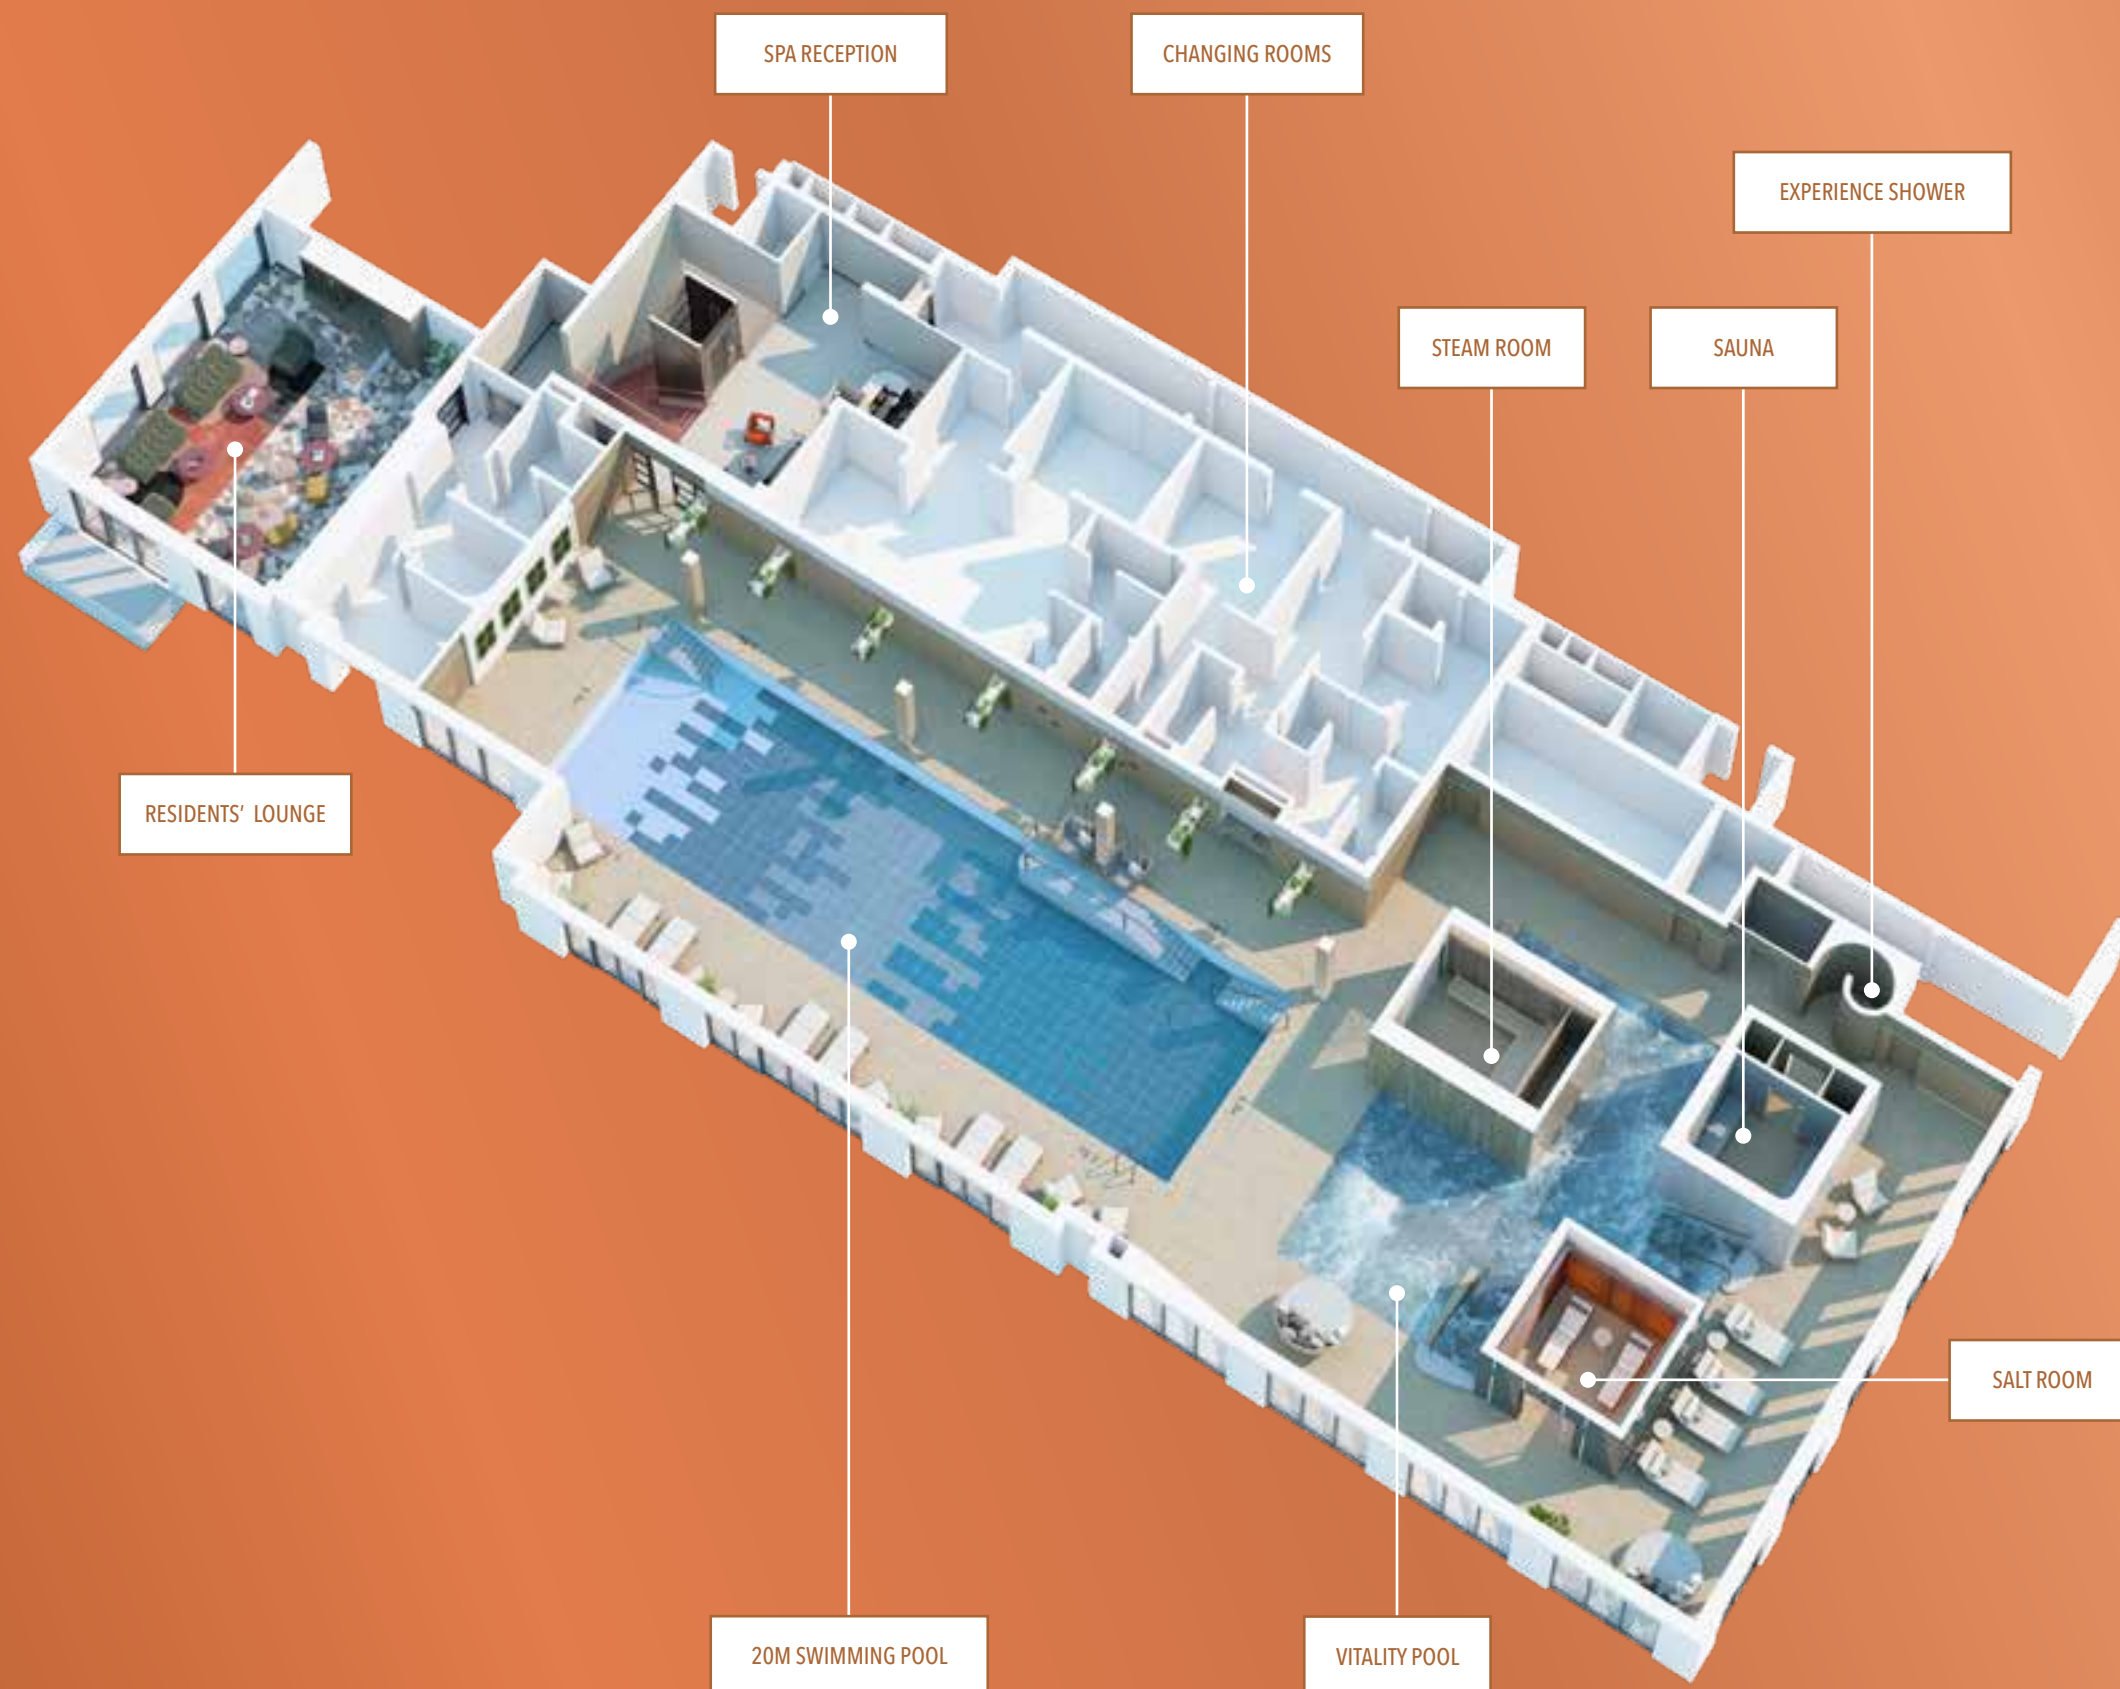 SPA RECEPTION
CHANGING ROOMS
EXPERIENCE SHOWER
STEAM ROOM
SAUNA
RESIDENTS’ LOUNGE
SALT ROOM
20M SWIMMING POOL
VITALITY POOL